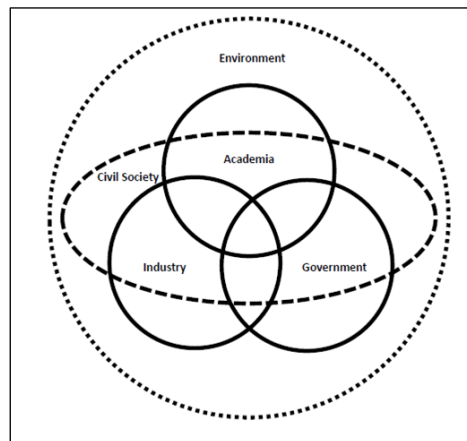 Environment
Academia
Civil Society
Industry
Government